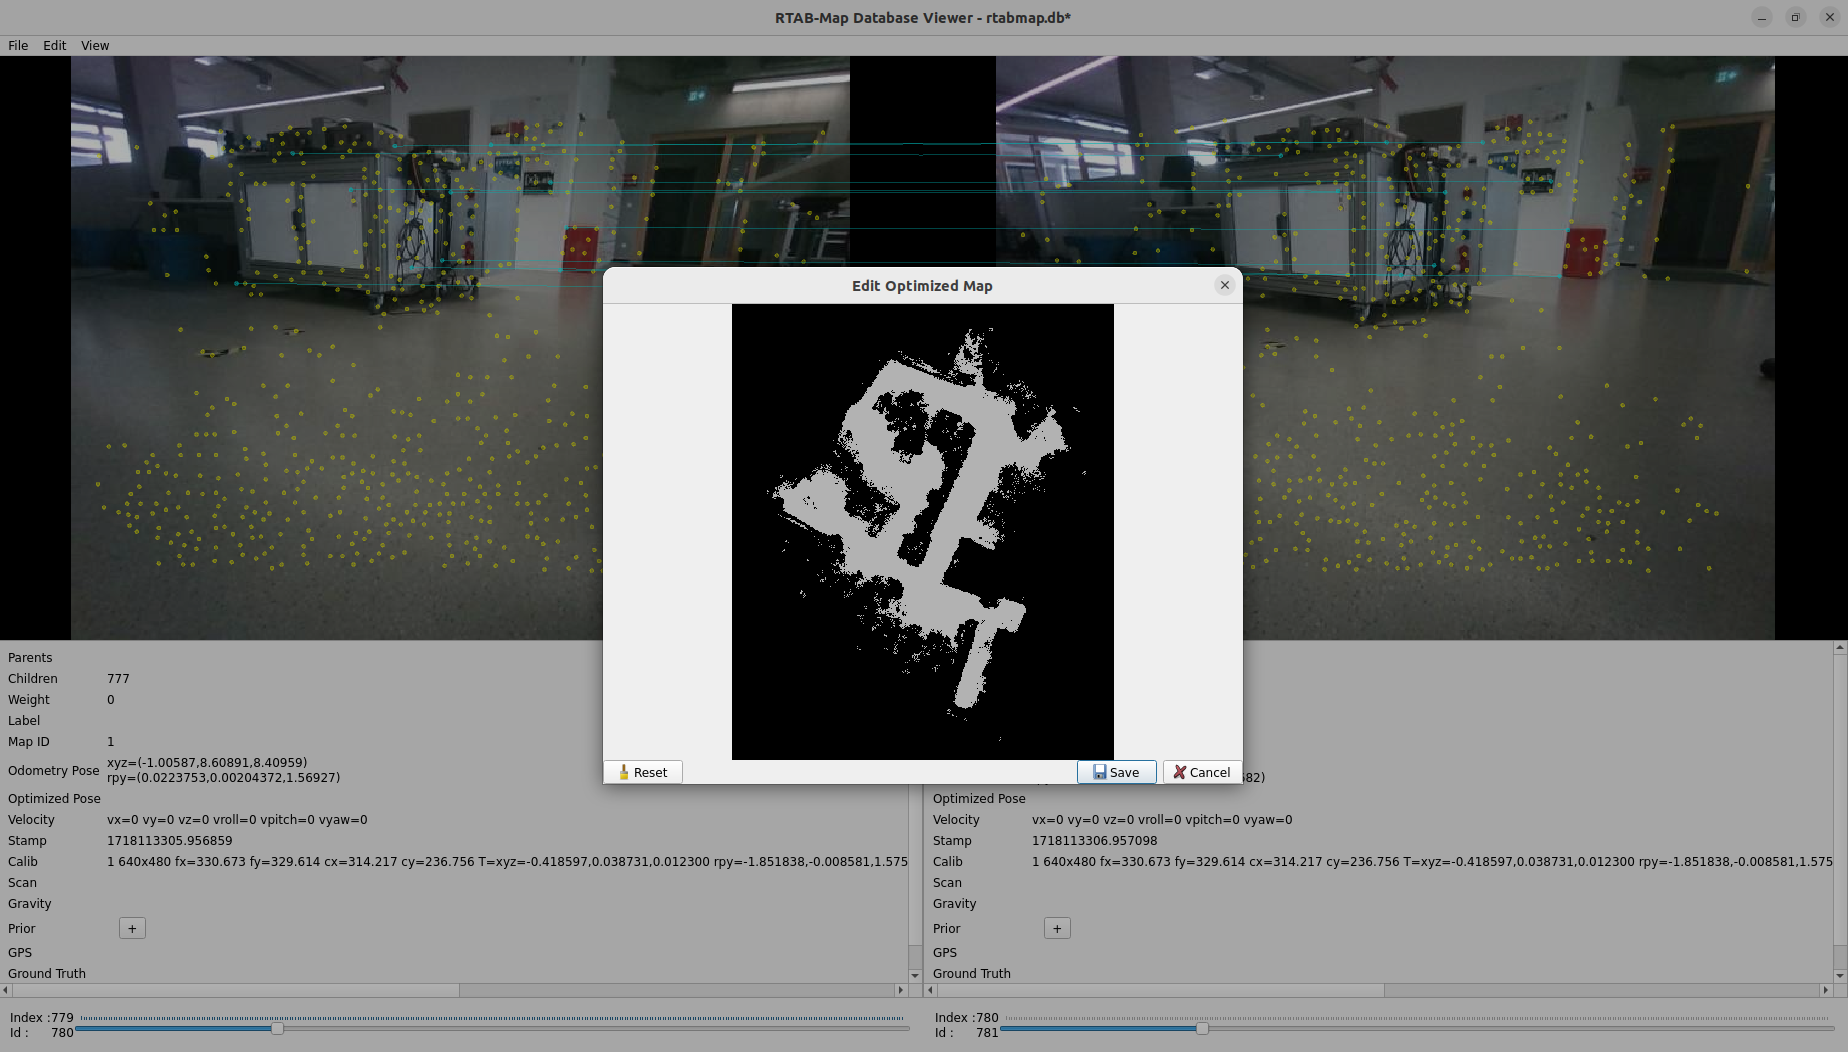 RTAB-Map Database Viewer - rtabmap.db*
File Edit View
Edit Optimized Map
Reset Save Cancel
Parents
Children 777
Weight 0
Label
Map ID 1
Odometry Pose xyz=(-1.00587,8.60891,8.40959)
rpy=(0.0223753,0.00204372,1.56927)
Optimized Pose
Velocity vx=0 vy=0 vz=0 vroll=0 vpitch=0 vyaw=0
Stamp 1718113305.956859
Calib 1 640x480 fx=330.673 fy=329.614 cx=314.217 cy=236.756 T=xyz=-0.418597,0.038731,0.012300 rpy=-1.851838,-0.008581,1.575
Scan
Gravity
Prior +
GPS
Ground Truth
Index :779
Id : 780
582)
Optimized Pose
Velocity vx=0 vy=0 vz=0 vroll=0 vpitch=0 vyaw=0
Stamp 1718113306.957098
Calib 1 640x480 fx=330.673 fy=329.614 cx=314.217 cy=236.756 T=xyz=-0.418597,0.038731,0.012300 rpy=-1.851838,-0.008581,1.575
Scan
Gravity
Prior +
GPS
Ground Truth
Index :780
Id : 781